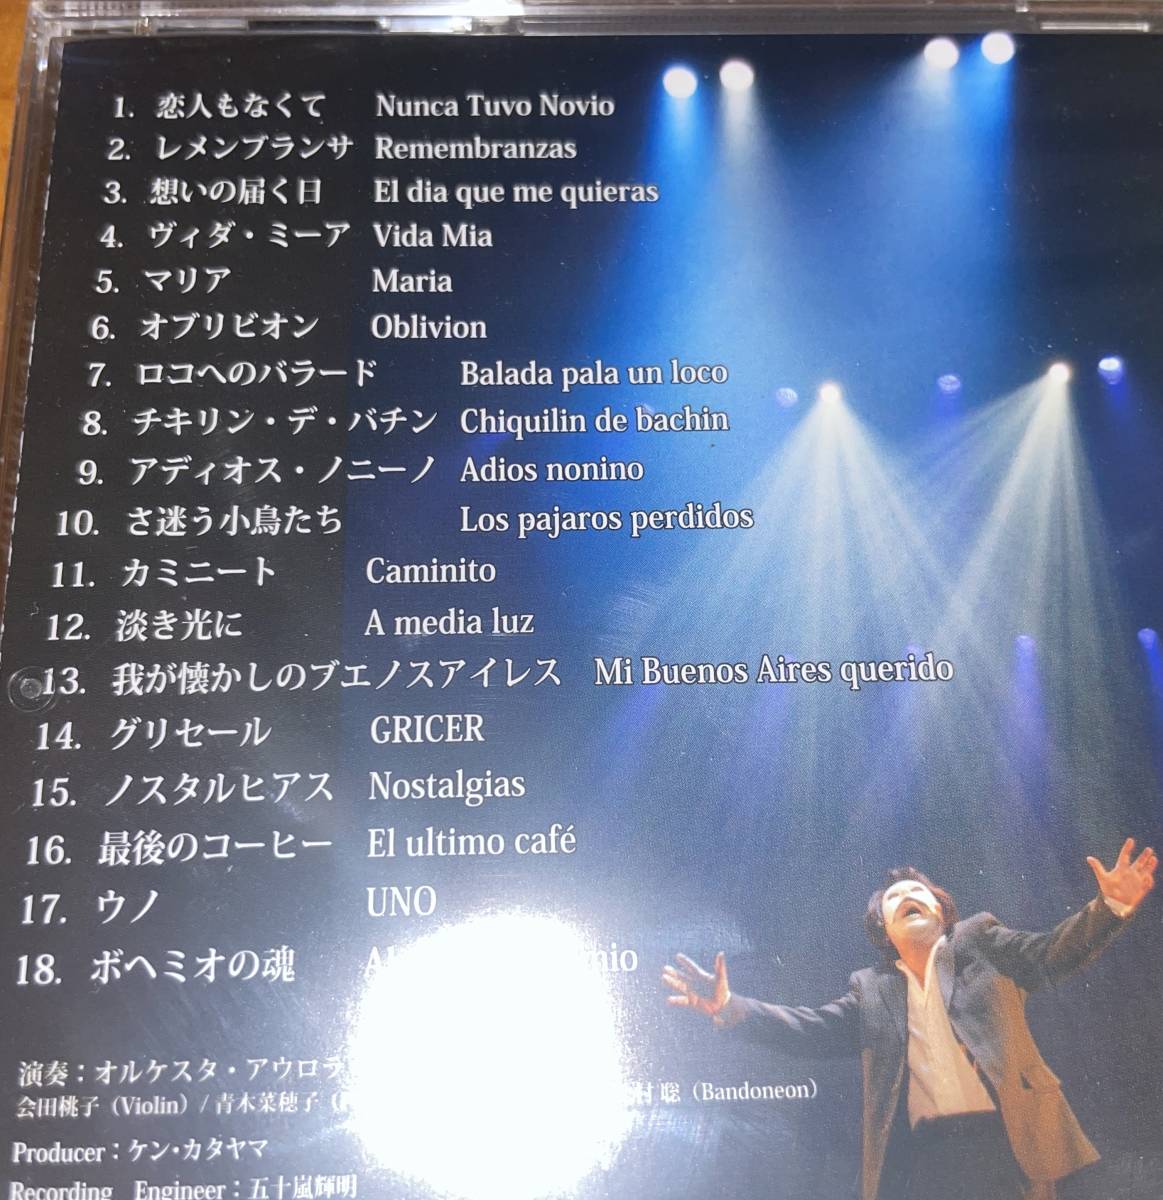 1. 恋人もなくて Nunca Tuvo Novio
2. レメンブランサ Remembranzas
3. 想いの届く日 El dia que me quieras
4. ヴィダ・ミーア Vida Mia
5. マリア Maria
6. オブリビオン Oblivion
7. ロコへのバラード Balada pala un loco
8. チキリン・デ・バチン Chiquilin de bachin
9. アディオス・ノニーノ Adios nonino
10. さ迷う小鳥たち Los pajaros perdidos
11. カミニート Caminito
12. 淡き光に A media luz
13. 我が懐かしのブエノスアイレス Mi Buenos Aires querido
14. グリセール GRICER
15. ノスタルヒアス Nostalgias
16. 最後のコーヒー El ultimo café
17. ウノ UNO
18. ボヘミオの魂
演奏：オルケスタ・アウロラ
会田桃子（Violin）/ 青木菜穂子 村 聡（Bandoneon）
Producer：ケン・カタヤマ
Recording Engineer：五十嵐輝明